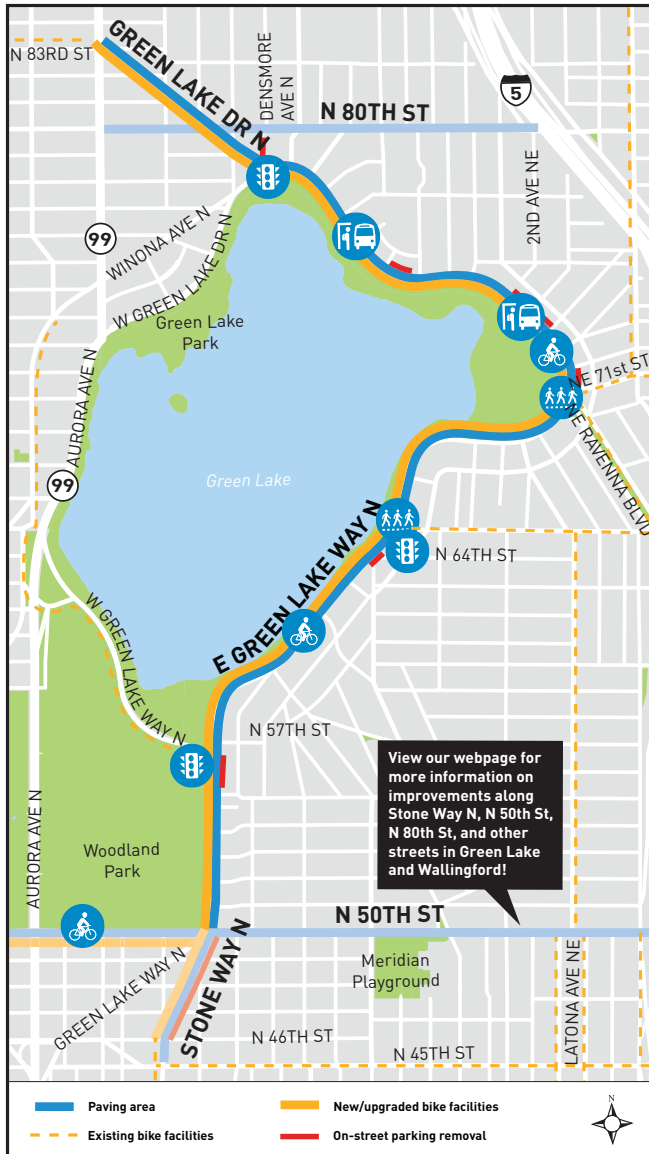 N 83RD ST
GREEN LAKE DR N
DENSMORE
AVE N
5
N 80TH ST
2ND AVE NE
99
WINONA AVE N
W GREEN LAKE DR N
Green Lake
Park
AURORA AVE N
NE 71st ST
NE RAVENNA BLVD
99
Green Lake
E GREEN LAKE WAY N
N 64TH ST
W GREEN LAKE WAY N
N 57TH ST
View our webpage for
more information on
improvements along
Stone Way N, N 50th St,
N 80th St, and other
streets in Green Lake
and Wallingford!
AURORA AVE N
Woodland
Park
N 50TH ST
GREEN LAKE WAY N
STONE WAY N
Meridian
Playground
LATONA AVE NE
N 46TH ST
N 45TH ST
Paving area
New/upgraded bike facilities
Existing bike facilities
On-street parking removal
N